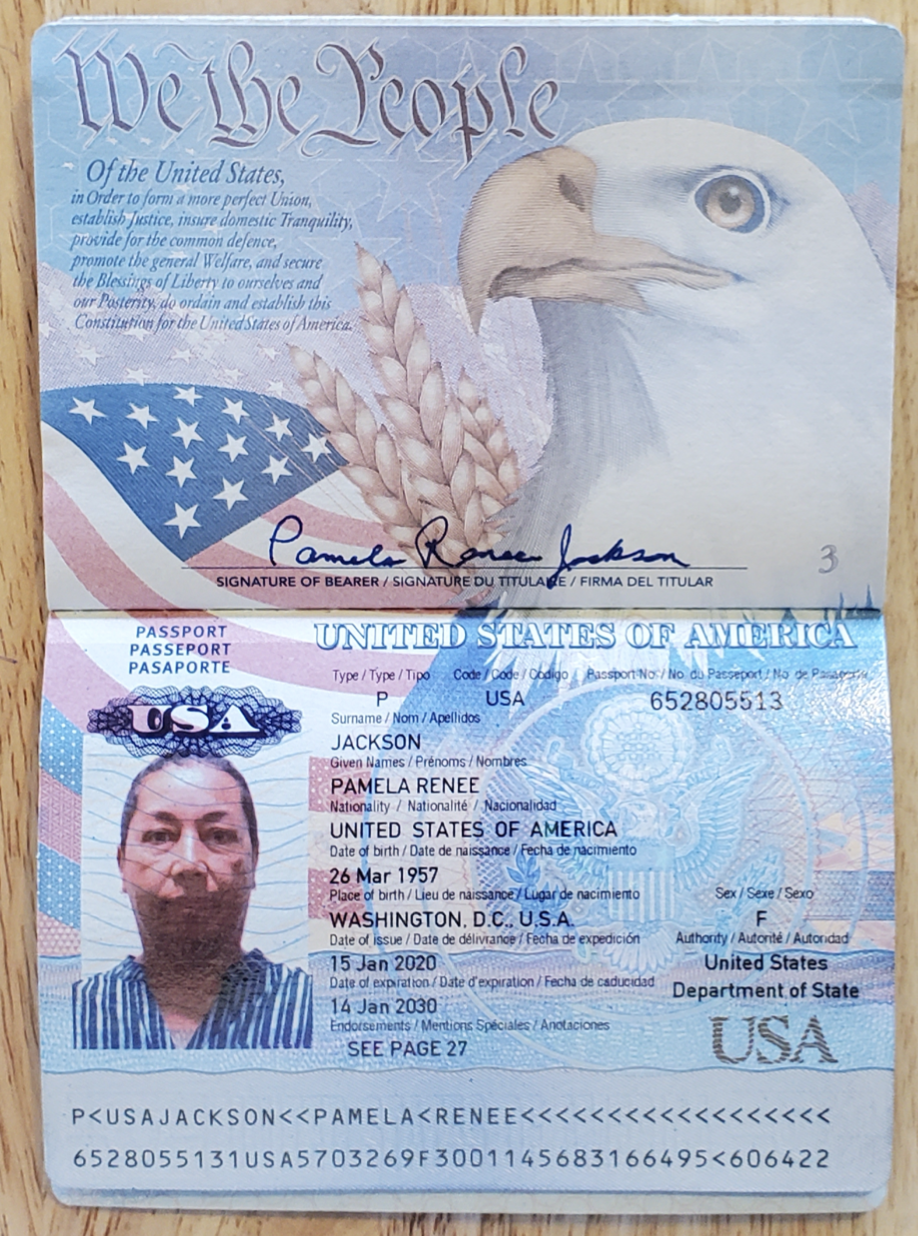 We the People
Of the United States,
in Order to form a more perfect Union,
establish Justice, insure domestic Tranquility,
provide for the common defence,
promote the general Welfare, and secure
the Blessings of Liberty to ourselves and
our Posterity, do ordain and establish this
Constitution for the United States of America.
Pamela Renee Jackson
SIGNATURE OF BEARER / SIGNATURE DU TITULAIRE / FIRMA DEL TITULAR
3
PASSPORT
PASSEPORT
PASAPORTE
USA
UNITED STATES OF AMERICA
Type / Type / Tipo Code / Code / Código Passport No. / No. du Passeport / No. de Pasaporte
P USA 652805513
Surname / Nom / Apellidos
JACKSON
Given Names / Prénoms / Nombres
PAMELA RENEE
Nationality / Nationalité / Nacionalidad
UNITED STATES OF AMERICA
Date of birth / Date de naissance / Fecha de nacimiento
26 Mar 1957
Place of birth / Lieu de naissance / Lugar de nacimiento Sex / Sexe / Sexo
WASHINGTON, D.C., U.S.A. F
Date of issue / Date de délivrance / Fecha de expedición Authority / Autorité / Autoridad
15 Jan 2020 United States
Date of expiration / Date d'expiration / Fecha de caducidad Department of State
14 Jan 2030
Endorsements / Mentions Spéciales / Anotaciones
SEE PAGE 27
USA
P<USAJACKSON<<PAMELA<RENEE<<<<<<<<<<<<<<<<<<
6528055131USA5703269F3001145683166495<606422